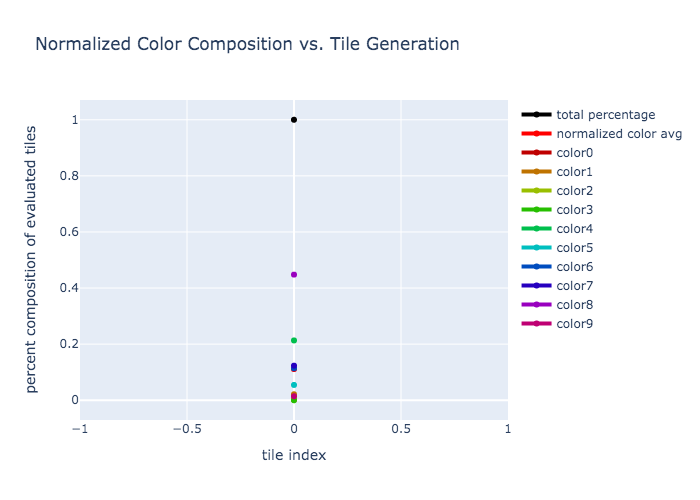 Normalized Color Composition vs. Tile Generation
percent composition of evaluated tiles
1
0.8
0.6
0.4
0.2
0
−1
−0.5
0
0.5
1
tile index
total percentage
normalized color avg
color0
color1
color2
color3
color4
color5
color6
color7
color8
color9